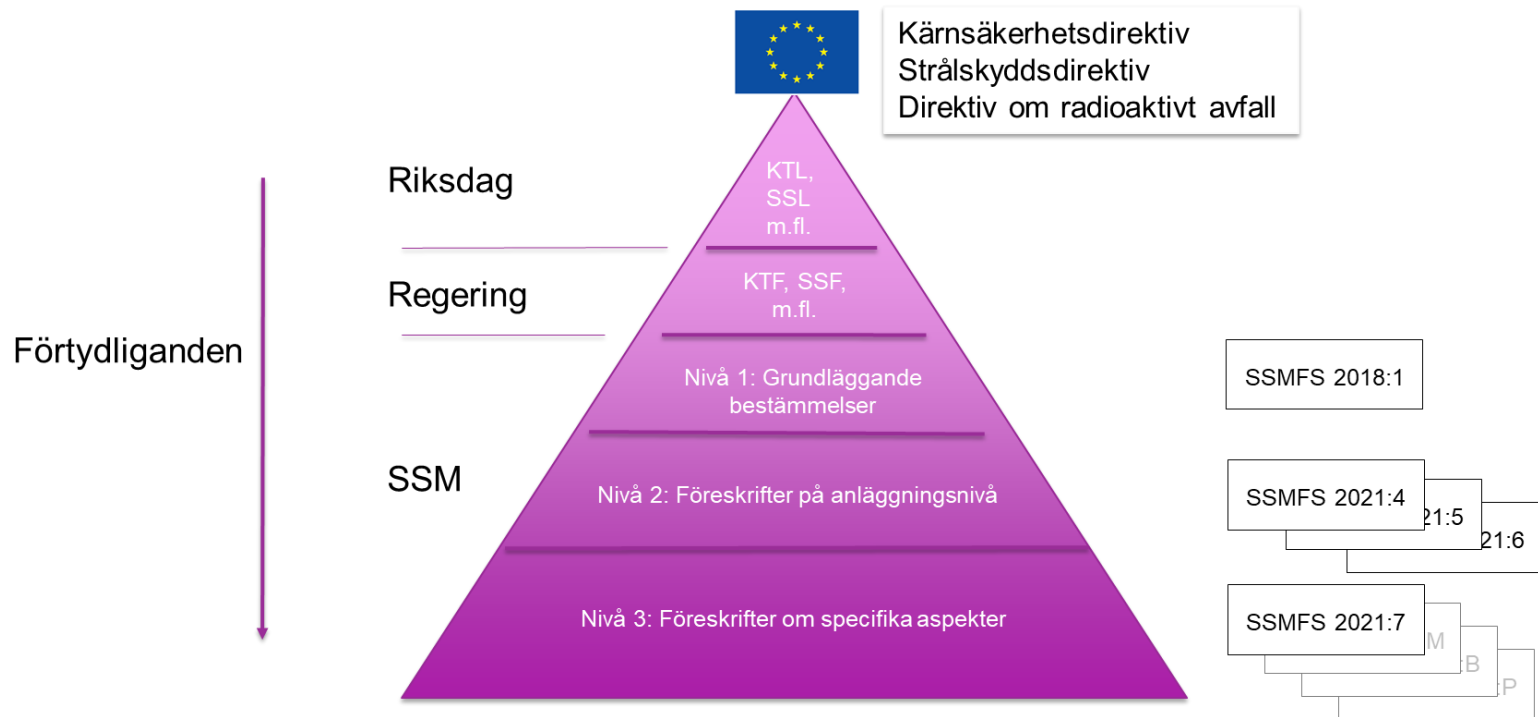 Kärnsäkerhetsdirektiv
Strålskyddsdirektiv
Direktiv om radioaktivt avfall
Riksdag
KTL,
SSL
m.fl.
Regering
KTF, SSF,
m.fl.
Förtydliganden
Nivå 1: Grundläggande
bestämmelser
SSMFS 2018:1
SSM
Nivå 2: Föreskrifter på anläggningsnivå
SSMFS 2021:4
21:5
21:6
Nivå 3: Föreskrifter om specifika aspekter
SSMFS 2021:7
M
:B
:P